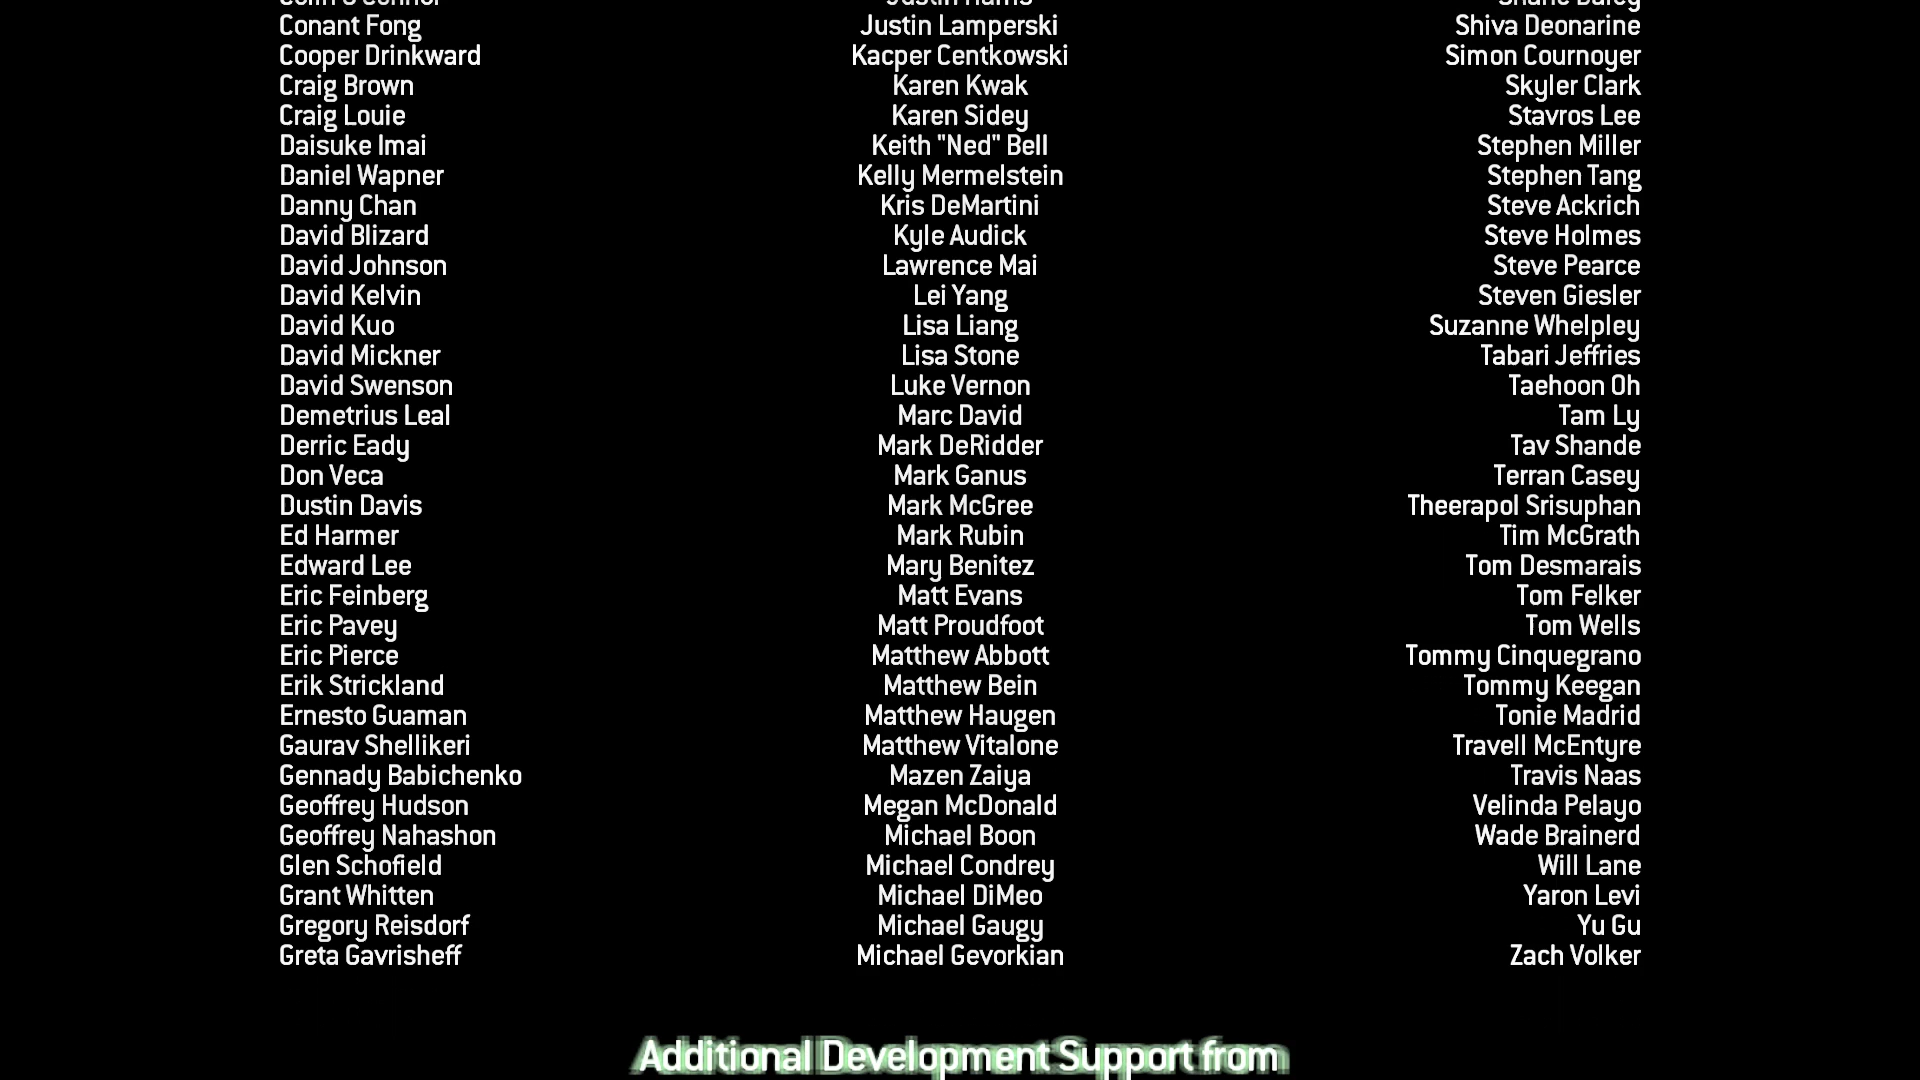 Colin O'Connor
Conant Fong
Cooper Drinkward
Craig Brown
Craig Louie
Daisuke Imai
Daniel Wapner
Danny Chan
David Blizard
David Johnson
David Kelvin
David Kuo
David Mickner
David Swenson
Demetrius Leal
Derric Eady
Don Veca
Dustin Davis
Ed Harmer
Edward Lee
Eric Feinberg
Eric Pavey
Eric Pierce
Erik Strickland
Ernesto Guaman
Gaurav Shellikeri
Gennady Babichenko
Geoffrey Hudson
Geoffrey Nahashon
Glen Schofield
Grant Whitten
Gregory Reisdorf
Greta Gavrisheff
Justin Harris
Justin Lamperski
Kacper Centkowski
Karen Kwak
Karen Sidey
Keith "Ned" Bell
Kelly Mermelstein
Kris DeMartini
Kyle Audick
Lawrence Mai
Lei Yang
Lisa Liang
Lisa Stone
Luke Vernon
Marc David
Mark DeRidder
Mark Ganus
Mark McGree
Mark Rubin
Mary Benitez
Matt Evans
Matt Proudfoot
Matthew Abbott
Matthew Bein
Matthew Haugen
Matthew Vitalone
Mazen Zaiya
Megan McDonald
Michael Boon
Michael Condrey
Michael DiMeo
Michael Gaugy
Michael Gevorkian
Shane Daley
Shiva Deonarine
Simon Cournoyer
Skyler Clark
Stavros Lee
Stephen Miller
Stephen Tang
Steve Ackrich
Steve Holmes
Steve Pearce
Steven Giesler
Suzanne Whelpley
Tabari Jeffries
Taehoon Oh
Tam Ly
Tav Shande
Terran Casey
Theerapol Srisuphan
Tim McGrath
Tom Desmarais
Tom Felker
Tom Wells
Tommy Cinquegrano
Tommy Keegan
Tonie Madrid
Travell McEntyre
Travis Naas
Velinda Pelayo
Wade Brainerd
Will Lane
Yaron Levi
Yu Gu
Zach Volker
Additional Development Support from